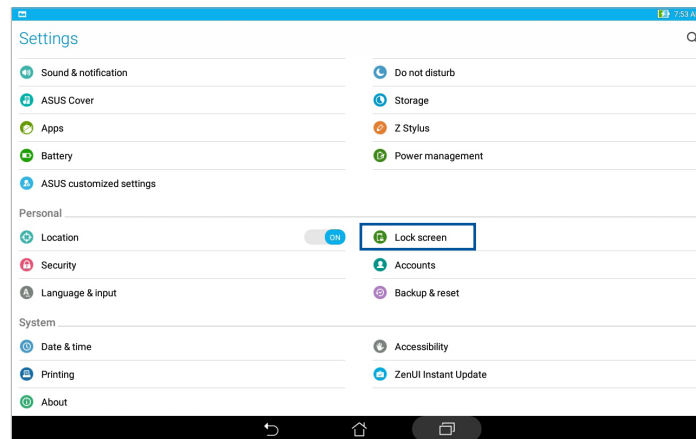 7:53 A
Settings
Sound & notification
Do not disturb
ASUS Cover
Storage
Apps
Z Stylus
Battery
Power management
ASUS customized settings
Personal
Location
ON
Lock screen
Security
Accounts
Language & input
Backup & reset
System
Date & time
Accessibility
Printing
ZenUI Instant Update
About